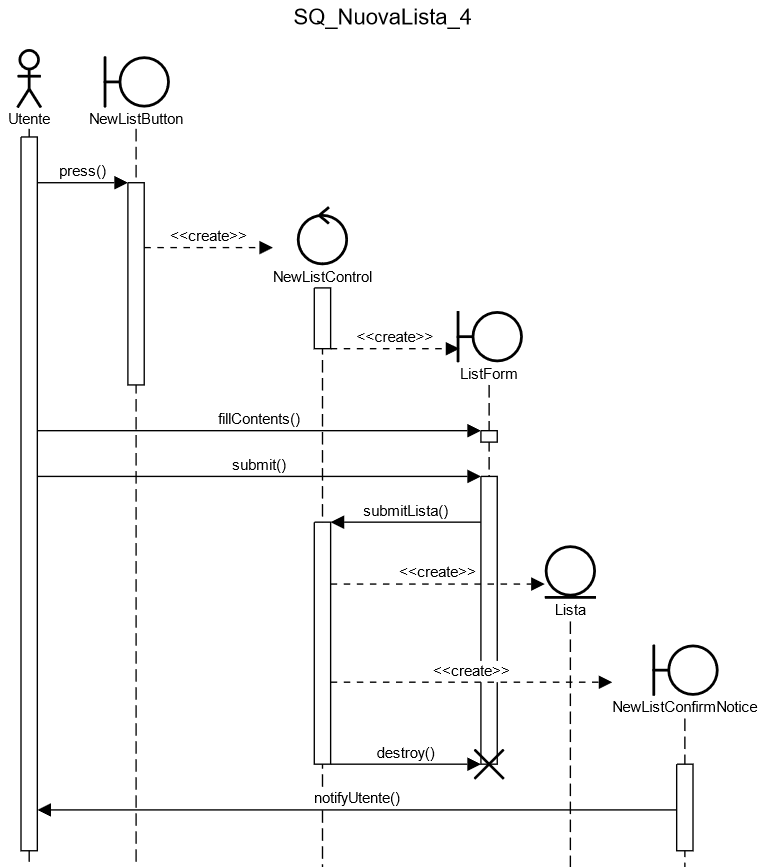 SQ_NuovaLista_4
Utente
NewListButton
press()
<<create>>
NewListControl
<<create>>
ListForm
fillContents()
submit()
submitLista()
<<create>>
Lista
<<create>>
NewListConfirmNotice
destroy()
notifyUtente()